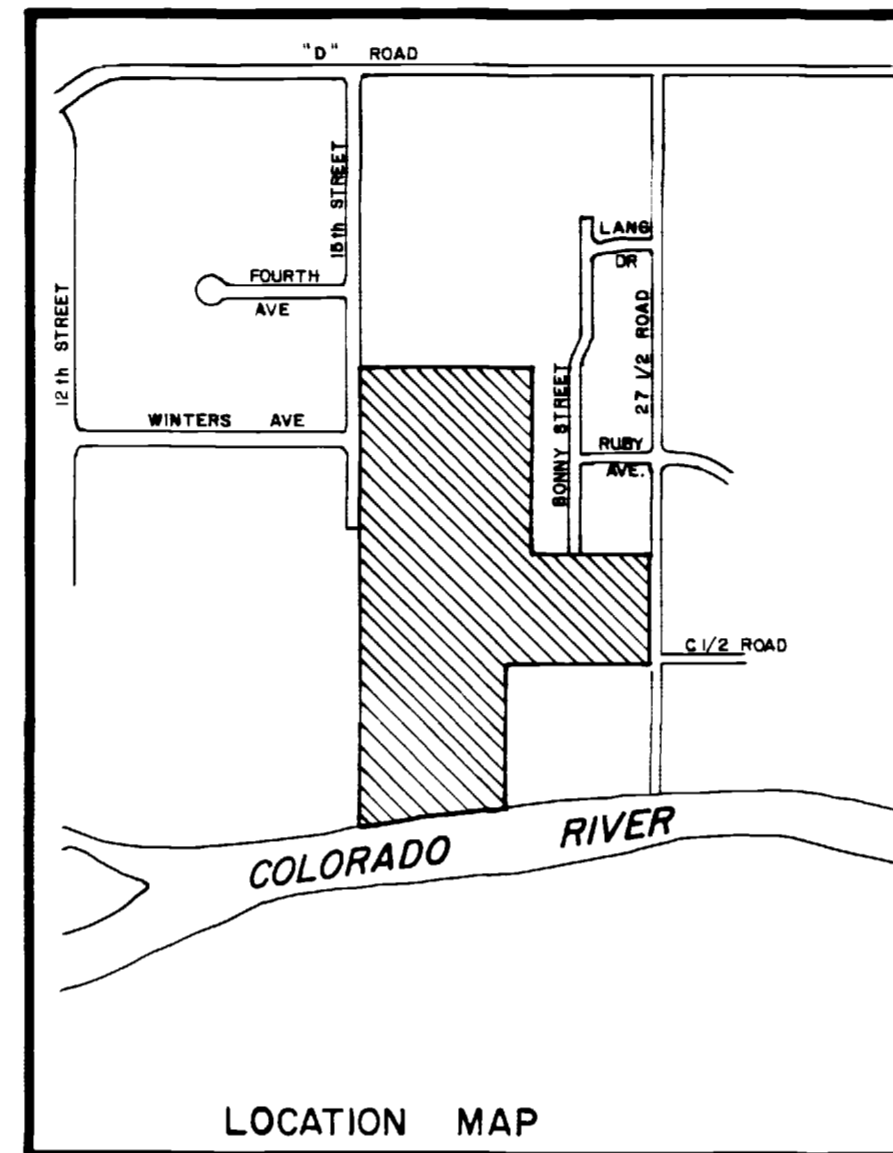 "D" ROAD
15th STREET
LANG
DR
FOURTH
AVE
12th STREET
27 1/2 ROAD
WINTERS AVE
BONNY STREET
RUBY
AVE.
C 1/2 ROAD
COLORADO RIVER
LOCATION MAP